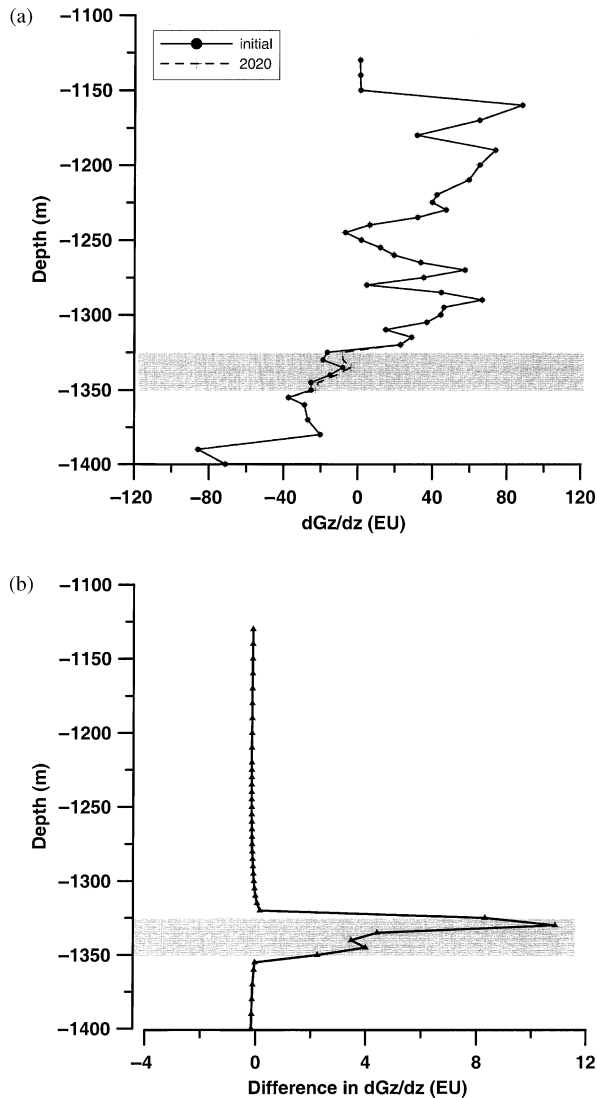 (a)
−1100
initial
2020
−1150
−1200
Depth (m)
−1250
−1300
−1350
−1400
−120 −80 −40 0 40 80 120
dGz/dz (EU)
(b)
−1100
−1150
−1200
Depth (m)
−1250
−1300
−1350
−1400
−4 0 4 8 12
Difference in dGz/dz (EU)